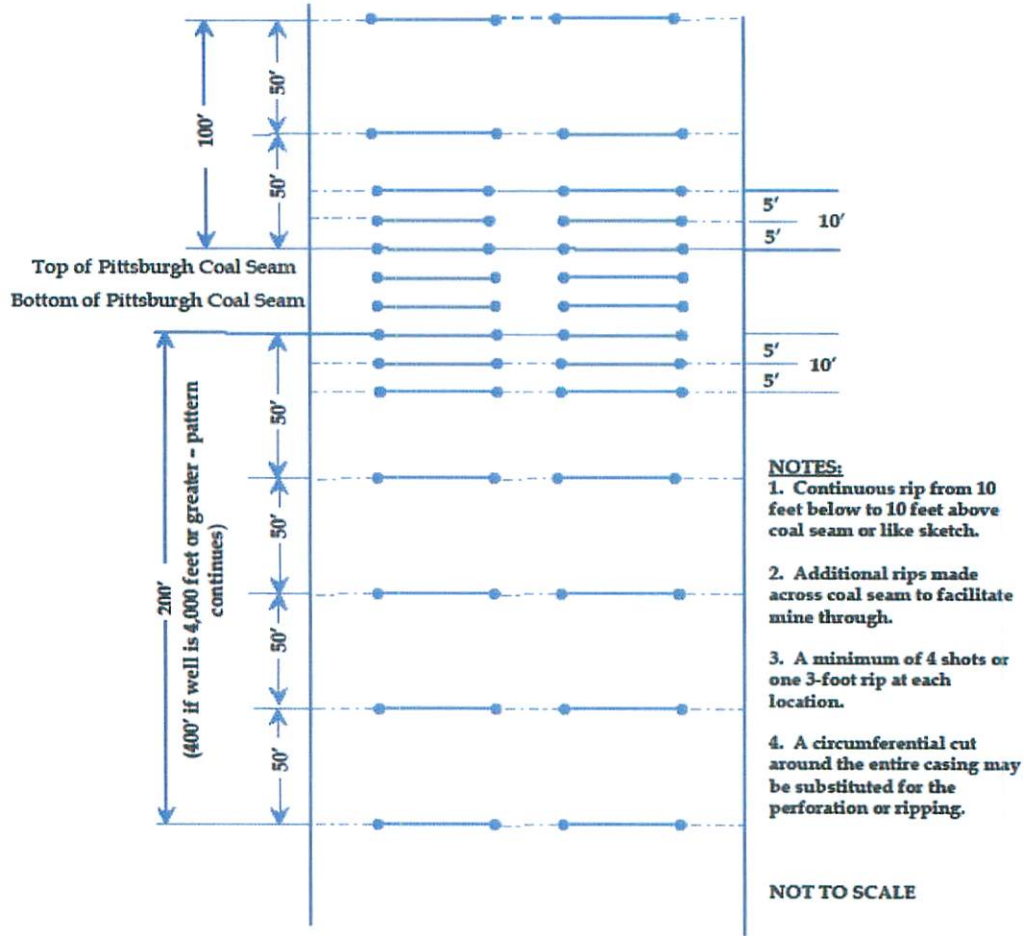 50'
100'
50'
5'
10'
5'
Top of Pittsburgh Coal Seam
Bottom of Pittsburgh Coal Seam
5'
10'
5'
50'
200'
(400' if well is 4,000 feet or greater – pattern
continues)
50'
50'
50'
NOTES:
1. Continuous rip from 10
feet below to 10 feet above
coal seam or like sketch.
2. Additional rips made
across coal seam to facilitate
mine through.
3. A minimum of 4 shots or
one 3-foot rip at each
location.
4. A circumferential cut
around the entire casing may
be substituted for the
perforation or ripping.
NOT TO SCALE